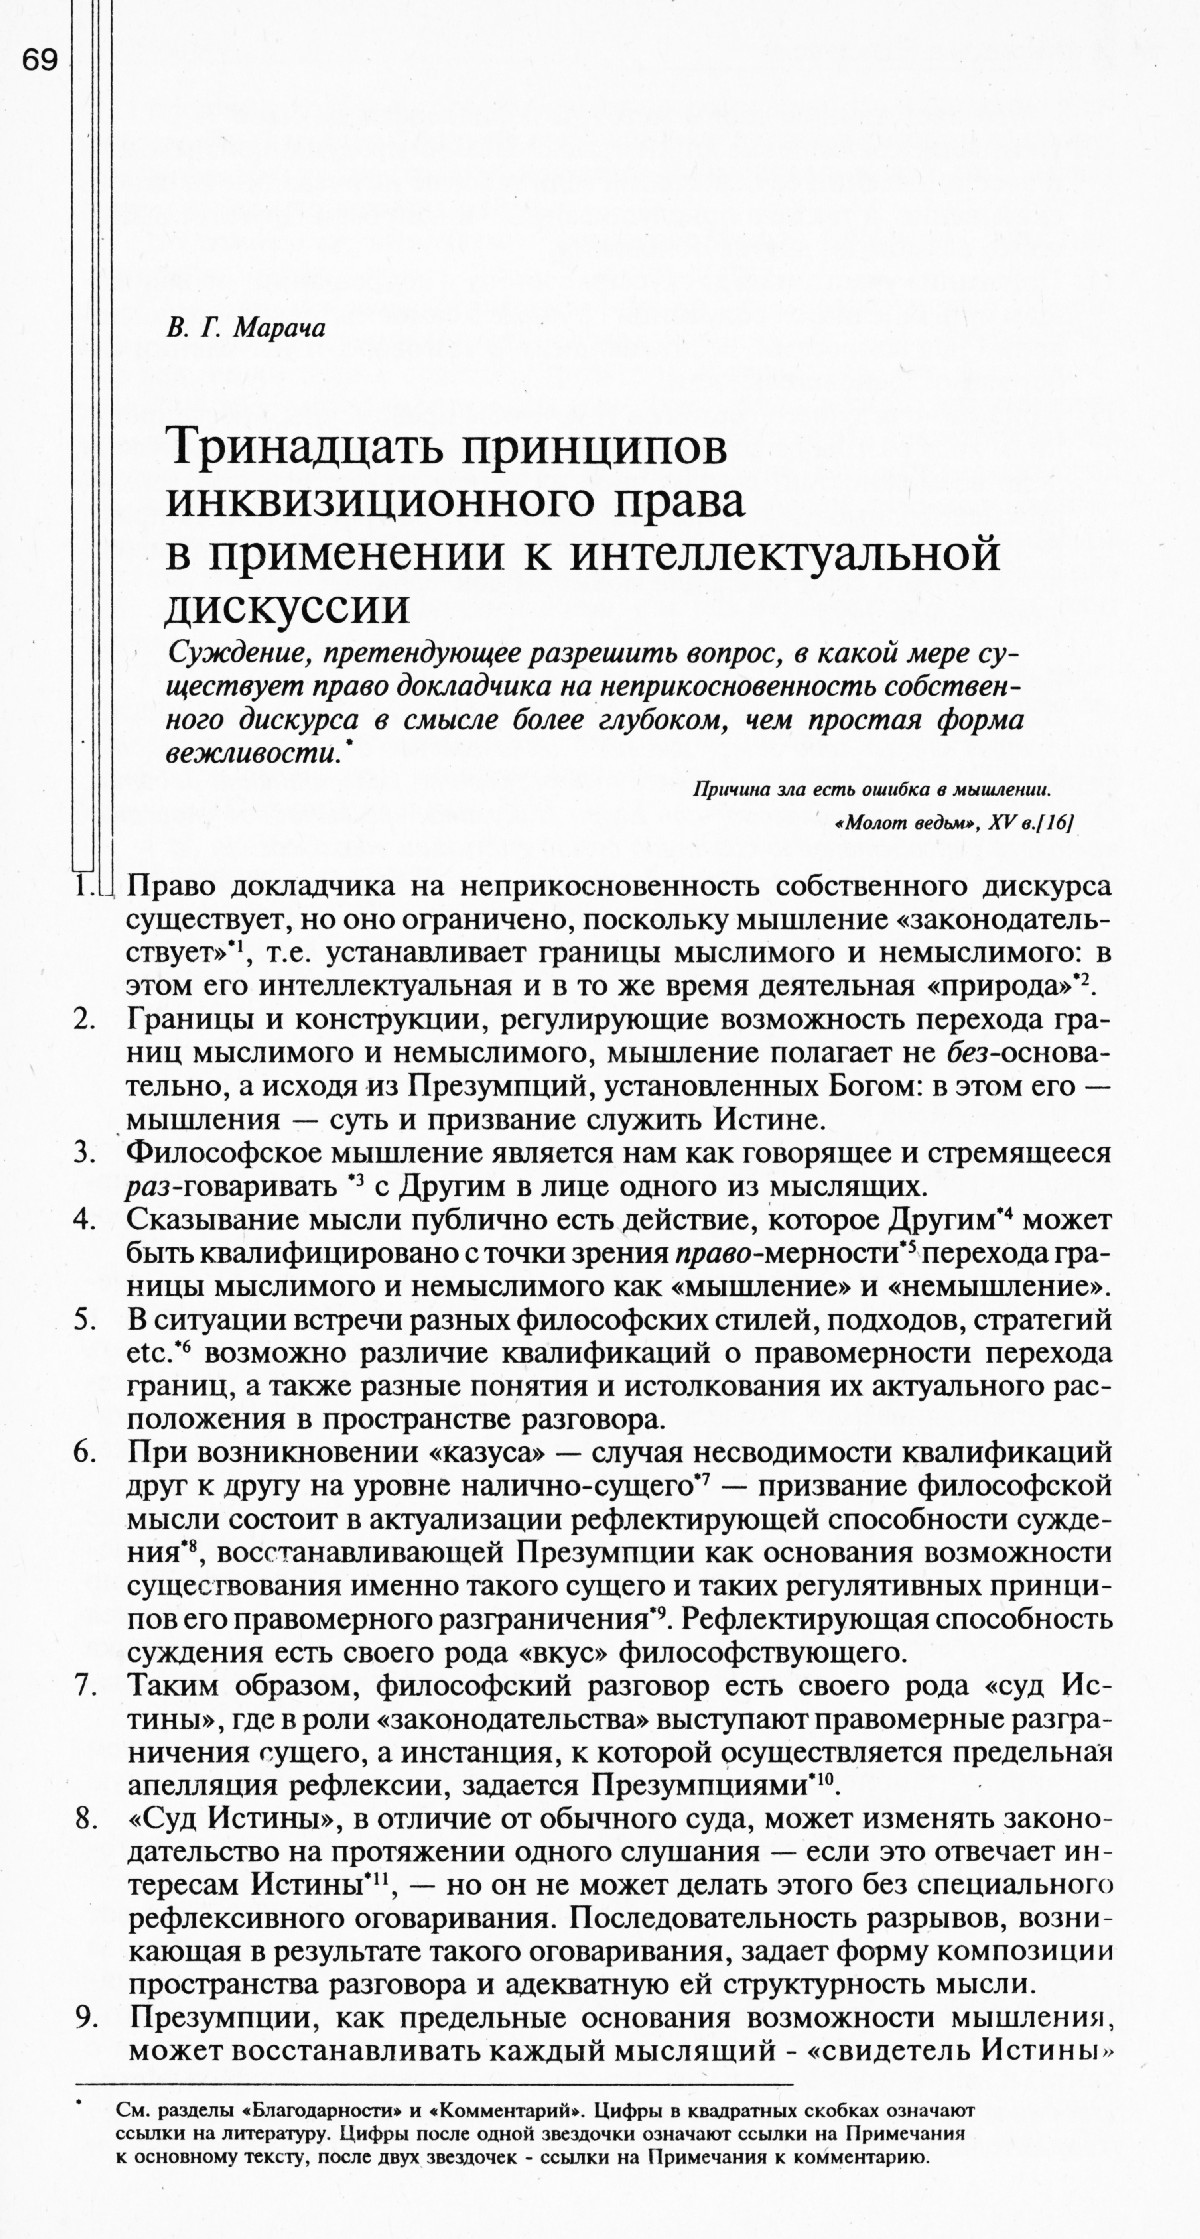 69
В. Г. Марача
Тринадцать принципов
инквизиционного права
в применении к интеллектуальной
дискуссии
Суждение, претендующее разрешить вопрос, в какой мере су-
ществует право докладчика на неприкосновенность собствен-
ного дискурса в смысле более глубоком, чем простая форма
вежливости.*
Причина зла есть ошибка в мышлении.
«Молот ведьм», XV в.[16]
1. Право докладчика на неприкосновенность собственного дискурса
существует, но оно ограничено, поскольку мышление «законодатель-
ствует»*1, т.е. устанавливает границы мыслимого и немыслимого: в
этом его интеллектуальная и в то же время деятельная «природа»*2.
2. Границы и конструкции, регулирующие возможность перехода гра-
ниц мыслимого и немыслимого, мышление полагает не без-основа-
тельно, а исходя из Презумпций, установленных Богом: в этом его —
мышления — суть и призвание служить Истине.
3. Философское мышление является нам как говорящее и стремящееся
раз-говаривать *3 с Другим в лице одного из мыслящих.
4. Сказывание мысли публично есть действие, которое Другим*4 может
быть квалифицировано с точки зрения право-мерности*5 перехода гра-
ницы мыслимого и немыслимого как «мышление» и «немышление».
5. В ситуации встречи разных философских стилей, подходов, стратегий
etc.*6 возможно различие квалификаций о правомерности перехода
границ, а также разные понятия и истолкования их актуального рас-
положения в пространстве разговора.
6. При возникновении «казуса» — случая несводимости квалификаций
друг к другу на уровне налично-сущего*7 — призвание философской
мысли состоит в актуализации рефлектирующей способности сужде-
ния*8, восстанавливающей Презумпции как основания возможности
существования именно такого сущего и таких регулятивных принци-
пов его правомерного разграничения*9. Рефлектирующая способность
суждения есть своего рода «вкус» философствующего.
7. Таким образом, философский разговор есть своего рода «суд Ис-
тины», где в роли «законодательства» выступают правомерные разгра-
ничения сущего, а инстанция, к которой осуществляется предельная
апелляция рефлексии, задается Презумпциями*10.
8. «Суд Истины», в отличие от обычного суда, может изменять законо-
дательство на протяжении одного слушания — если это отвечает ин-
тересам Истины*11, — но он не может делать этого без специального
рефлексивного оговаривания. Последовательность разрывов, возни-
кающая в результате такого оговаривания, задает форму композиции
пространства разговора и адекватную ей структурность мысли.
9. Презумпции, как предельные основания возможности мышления,
может восстанавливать каждый мыслящий - «свидетель Истины»
* См. разделы «Благодарности» и «Комментарий». Цифры в квадратных скобках означают
ссылки на литературу. Цифры после одной звездочки означают ссылки на Примечания
к основному тексту, после двух звездочек - ссылки на Примечания к комментарию.